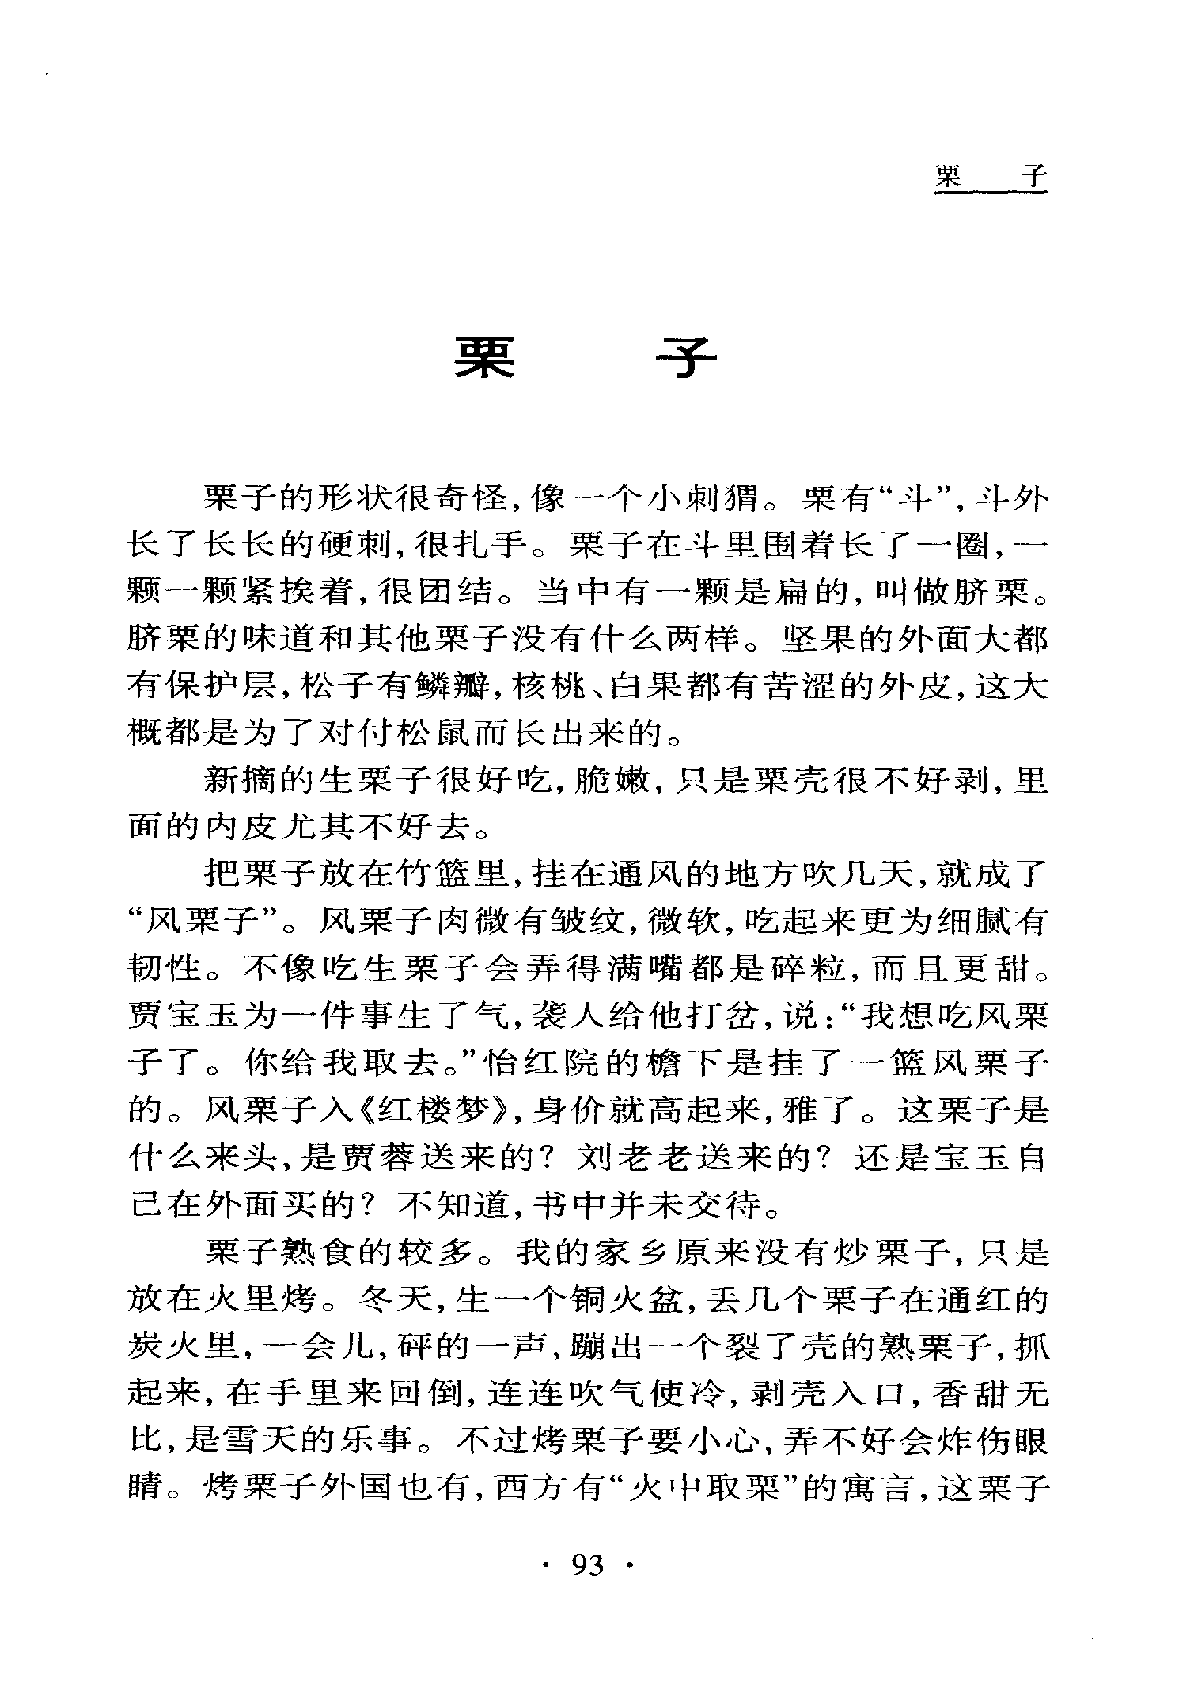 栗 子
栗 子
栗子的形状很奇怪,像一个小刺猬。栗有“斗”,斗外
长了长长的硬刺,很扎手。栗子在斗里围着长了一圈,一
颗一颗紧挨着,很团结。当中有一颗是扁的,叫做脐栗。
脐栗的味道和其他栗子没有什么两样。坚果的外面大都
有保护层,松子有鳞瓣,核桃、白果都有苦涩的外皮,这大
概都是为了对付松鼠而长出来的。
新摘的生栗子很好吃,脆嫩,只是栗壳很不好剥,里
面的内皮尤其不好去。
把栗子放在竹篮里,挂在通风的地方吹几天,就成了
“风栗子”。风栗子肉微有皱纹,微软,吃起来更为细腻有
韧性。不像吃生栗子会弄得满嘴都是碎粒,而且更甜。
贾宝玉为一件事生了气,袭人给他打岔,说:“我想吃风栗
子了。你给我取去。”怡红院的檐下是挂了一篮风栗子
的。风栗子入《红楼梦》,身价就高起来,雅了。这栗子是
什么来头,是贾蓉送来的?刘老老送来的?还是宝玉自
己在外面买的?不知道,书中并未交待。
栗子熟食的较多。我的家乡原来没有炒栗子,只是
放在火里烤。冬天,生一个铜火盆,丢几个栗子在通红的
炭火里,一会儿,砰的一声,蹦出一个裂了壳的熟栗子,抓
起来,在手里来回倒,连连吹气使冷,剥壳入口,香甜无
比,是雪天的乐事。不过烤栗子要小心,弄不好会炸伤眼
睛。烤栗子外国也有,西方有“火中取栗”的寓言,这栗子
· 93 ·